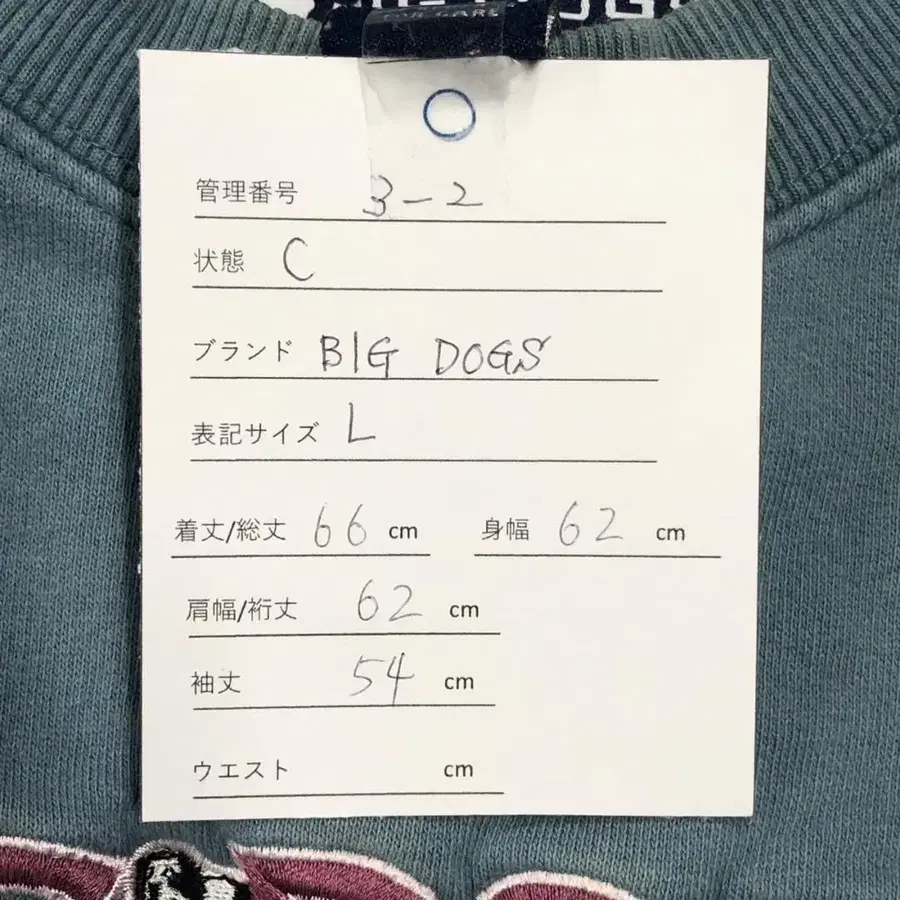 管理番号 3-2
状態 C
ブランド BIG DOGS
表記サイズ L
着丈/総丈 66 cm 身幅 62 cm
肩幅/裄丈 62 cm
袖丈 54 cm
ウエスト cm